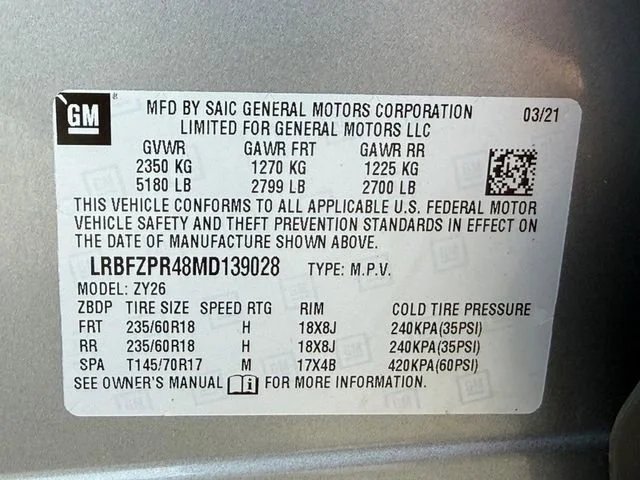 GM ® MFD BY SAIC GENERAL MOTORS CORPORATION 03/21
LIMITED FOR GENERAL MOTORS LLC
GVWR GAWR FRT GAWR RR
2350 KG 1270 KG 1225 KG
5180 LB 2799 LB 2700 LB
THIS VEHICLE CONFORMS TO ALL APPLICABLE U.S. FEDERAL MOTOR
VEHICLE SAFETY AND THEFT PREVENTION STANDARDS IN EFFECT ON
THE DATE OF MANUFACTURE SHOWN ABOVE.
LRBFZPR48MD139028 TYPE: M.P.V.
MODEL: ZY26
ZBDP TIRE SIZE SPEED RTG RIM COLD TIRE PRESSURE
FRT 235/60R18 H 18X8J 240KPA(35PSI)
RR 235/60R18 H 18X8J 240KPA(35PSI)
SPA T145/70R17 M 17X4B 420KPA(60PSI)
SEE OWNER'S MANUAL FOR MORE INFORMATION.